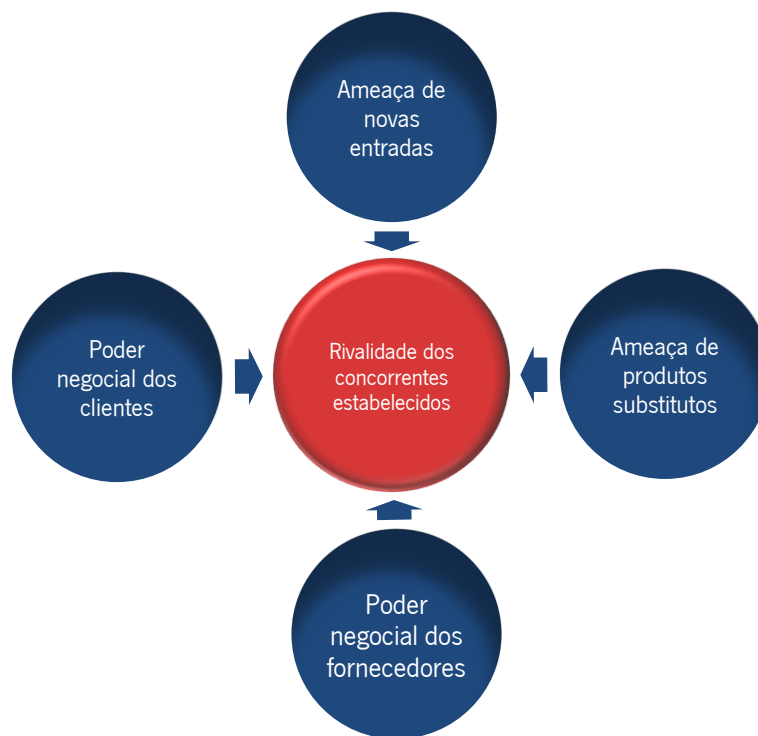 Ameaça de
novas
entradas
Poder
negocial dos
clientes
Rivalidade dos
concorrentes
estabelecidos
Ameaça de
produtos
substitutos
Poder
negocial dos
fornecedores